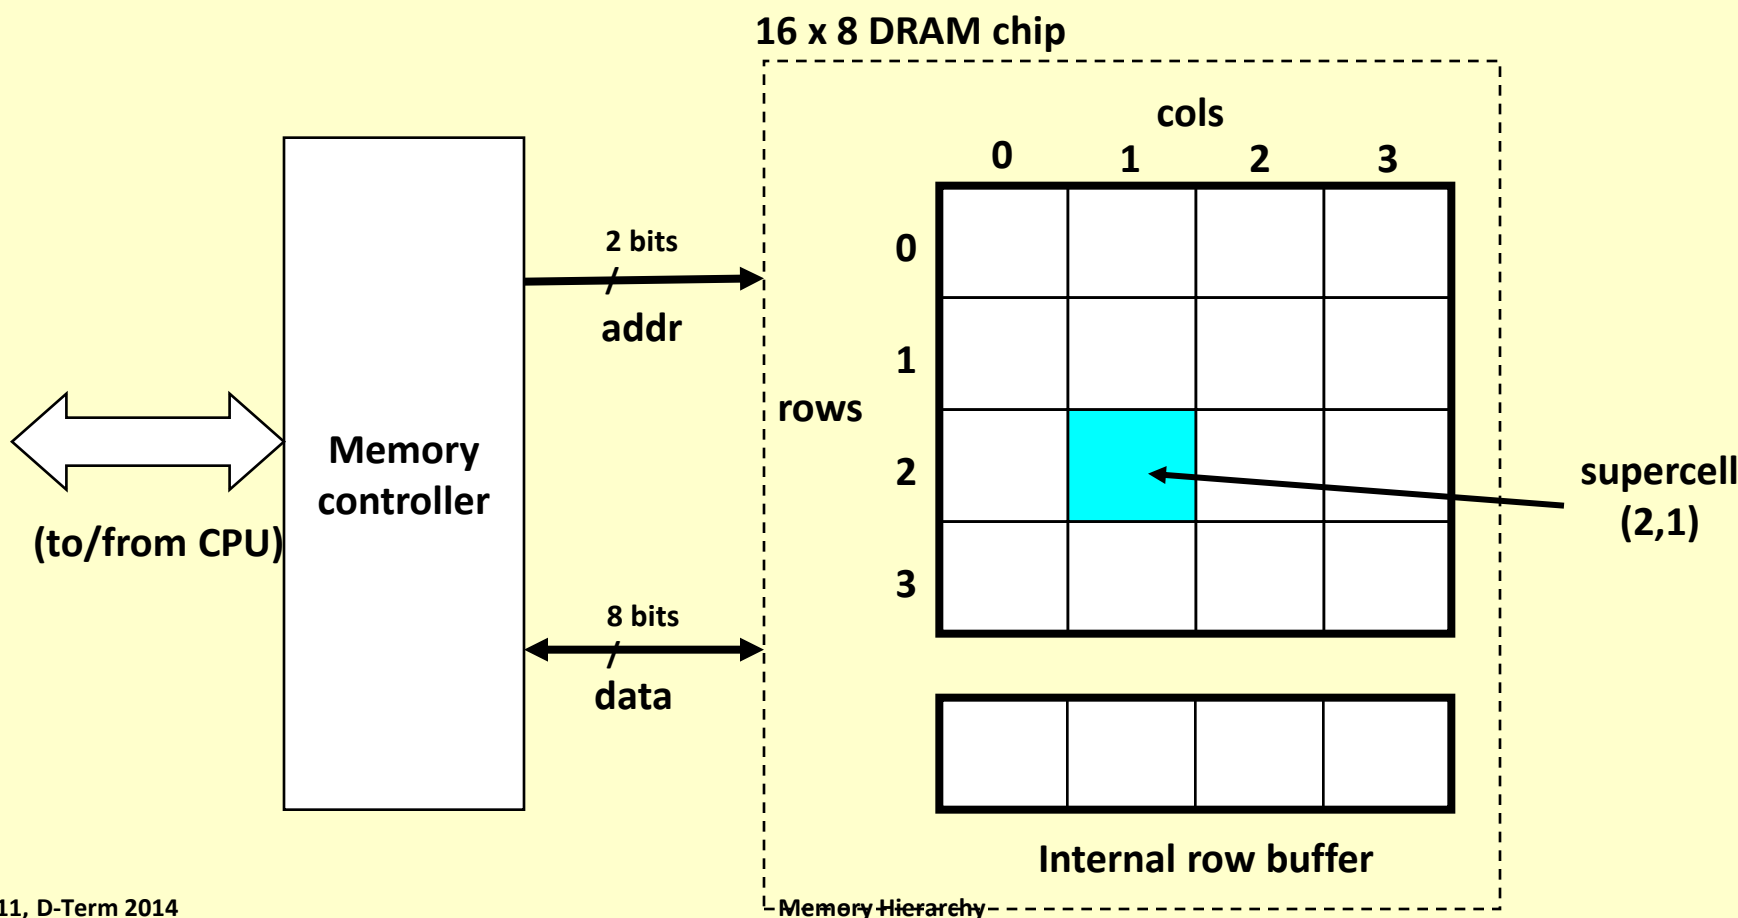 16 x 8 DRAM chip
cols
0 1 2 3
2 bits
addr
0
1
rows
2
3
Memory
controller
(to/from CPU)
supercell
(2,1)
8 bits
data
Internal row buffer
11, D-Term 2014
Memory Hierarchy